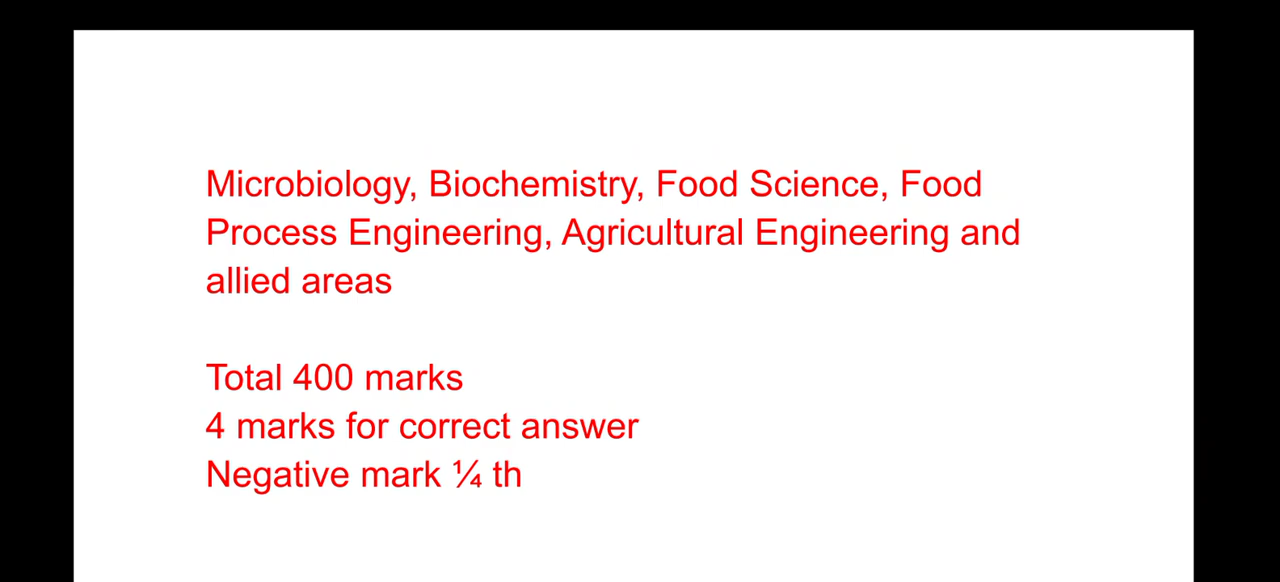 Microbiology, Biochemistry, Food Science, Food
Process Engineering, Agricultural Engineering and
allied areas
Total 400 marks
4 marks for correct answer
Negative mark ¼ th